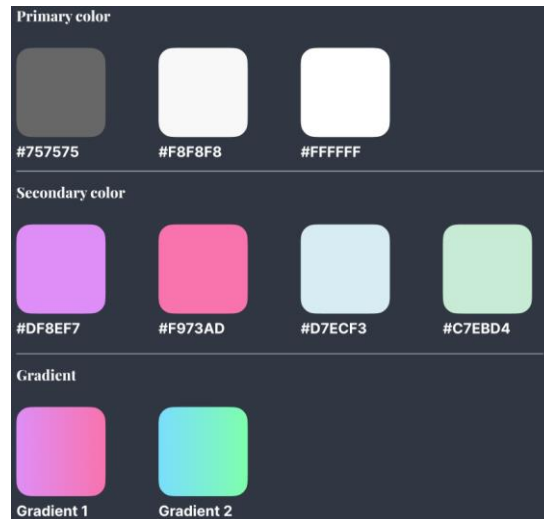 Primary color
#757575 #F8F8F8 #FFFFFF
Secondary color
#DF8EF7 #F973AD #D7ECF3 #C7EBD4
Gradient
Gradient 1 Gradient 2